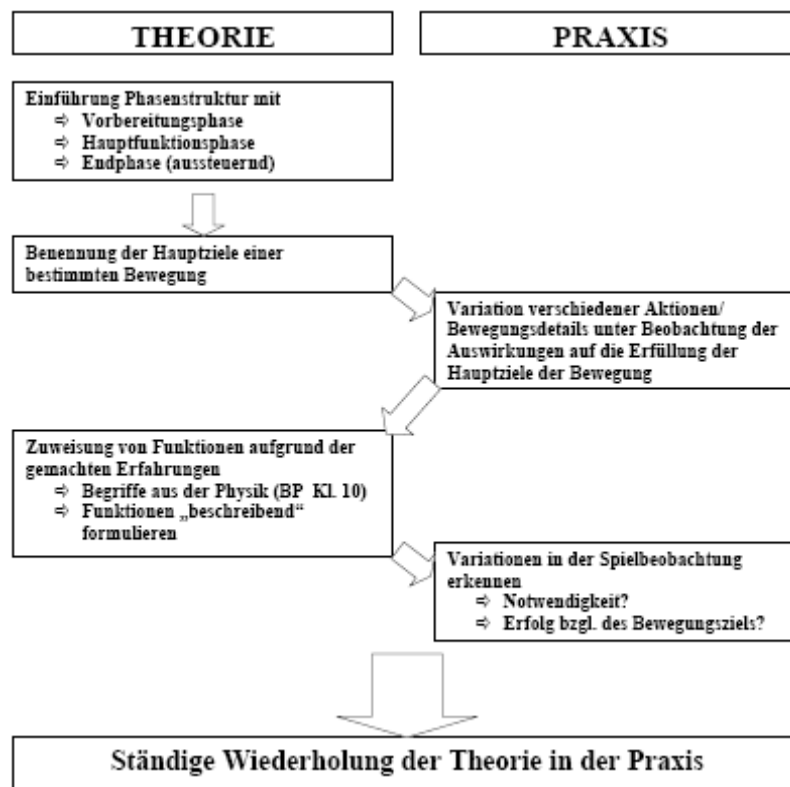 THEORIE
PRAXIS
Einführung Phasenstruktur mit
⇨ Vorbereitungsphase
⇨ Hauptfunktionsphase
⇨ Endphase (aussteuernd)
Benennung der Hauptziele einer
bestimmten Bewegung
Variation verschiedener Aktionen/
Bewegungsdetails unter Beobachtung der
Auswirkungen auf die Erfüllung der
Hauptziele der Bewegung
Zuweisung von Funktionen aufgrund der
gemachten Erfahrungen
⇨ Begriffe aus der Physik (BP Kl. 10)
⇨ Funktionen „beschreibend“
formulieren
Variationen in der Spielbeobachtung
erkennen
⇨ Notwendigkeit?
⇨ Erfolg bzgl. des Bewegungsziels?
Ständige Wiederholung der Theorie in der Praxis